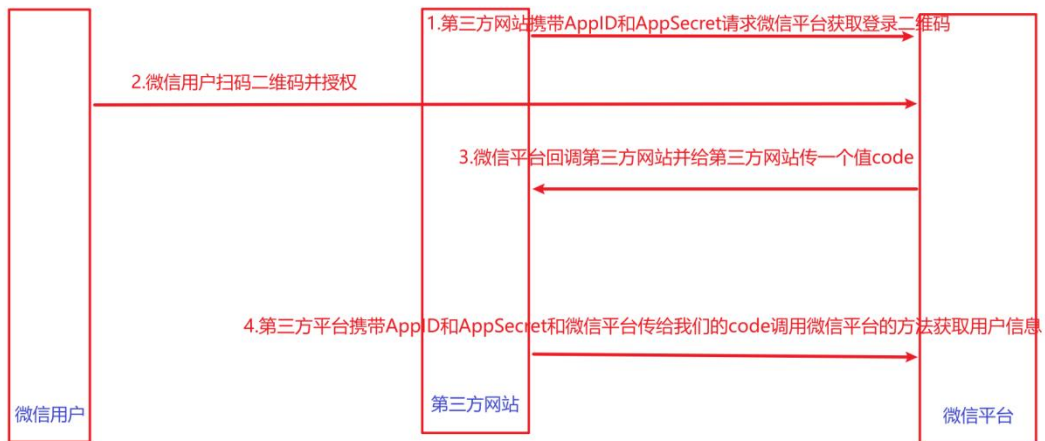 1.第三方网站携带AppID和AppSecret请求微信平台获取登录二维码
2.微信用户扫码二维码并授权
3.微信平台回调第三方网站并给第三方网站传一个值code
4.第三方平台携带AppID和AppSecret和微信平台传给我们的code调用微信平台的方法获取用户信息
微信用户
第三方网站
微信平台